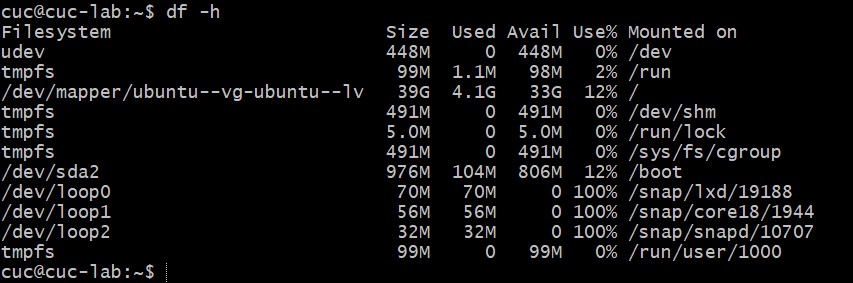 cuc@cuc-lab:~$ df -h
Filesystem                         Size  Used Avail Use% Mounted on
udev                               448M     0  448M   0% /dev
tmpfs                               99M  1.1M   98M   2% /run
/dev/mapper/ubuntu--vg-ubuntu--lv   39G  4.1G   33G  12% /
tmpfs                              491M     0  491M   0% /dev/shm
tmpfs                              5.0M     0  5.0M   0% /run/lock
tmpfs                              491M     0  491M   0% /sys/fs/cgroup
/dev/sda2                          976M  104M  806M  12% /boot
/dev/loop0                          70M   70M     0 100% /snap/lxd/19188
/dev/loop1                          56M   56M     0 100% /snap/core18/1944
/dev/loop2                          32M   32M     0 100% /snap/snapd/10707
tmpfs                               99M     0   99M   0% /run/user/1000
cuc@cuc-lab:~$